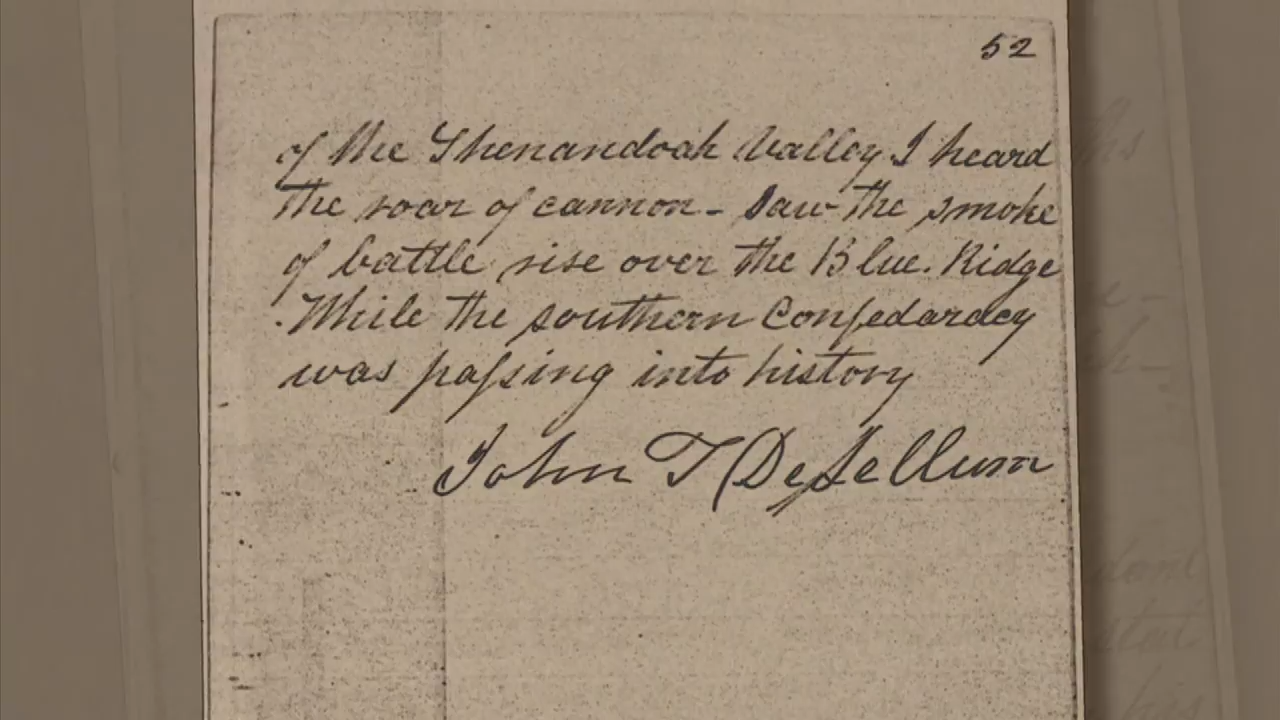 52
of the Shenandoah Valley I heard
the roar of cannon - Saw the smoke
of battle rise over the Blue. Ridge
While the southern Confedaracy
was passing into history
John T DeSellum